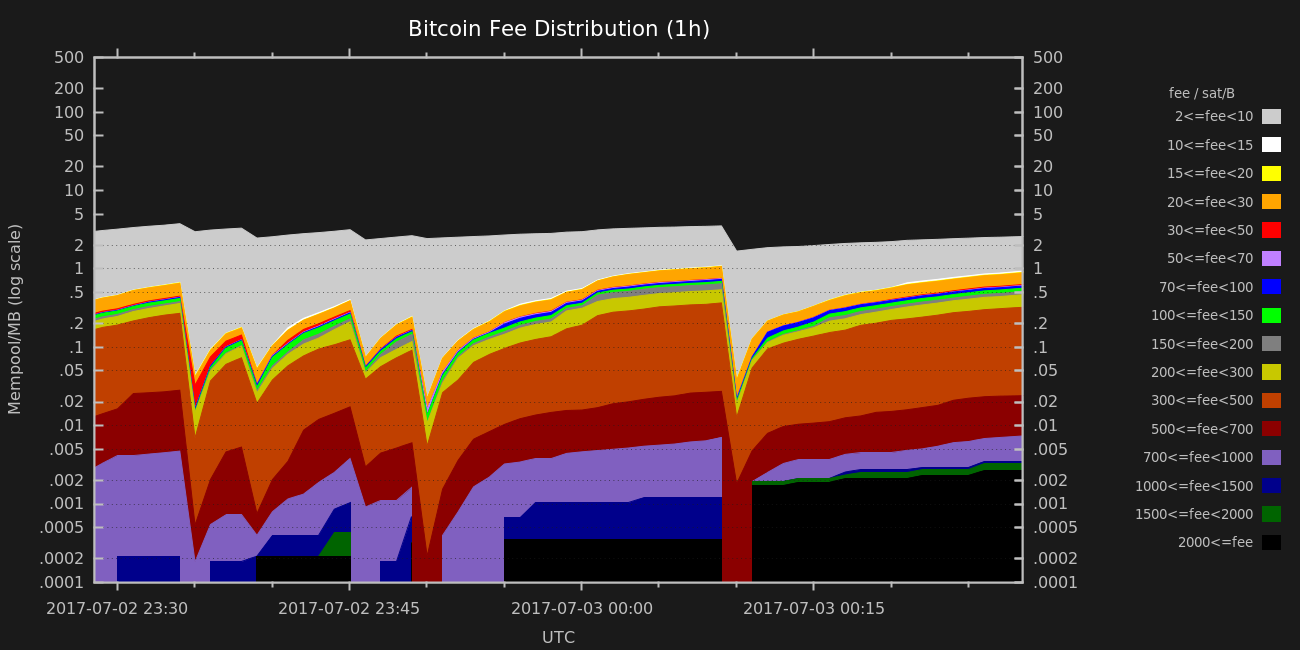 Bitcoin Fee Distribution (1h)
500
200
100
50
20
10
5
2
1
.5
.2
.1
.05
.02
.01
.005
.002
.001
.0005
.0002
.0001
Mempool/MB (log scale)
500
200
100
50
20
10
5
2
1
.5
.2
.1
.05
.02
.01
.005
.002
.001
.0005
.0002
.0001
2017-07-02 23:30
2017-07-02 23:45
2017-07-03 00:00
2017-07-03 00:15
UTC
fee / sat/B
2<=fee<10
10<=fee<15
15<=fee<20
20<=fee<30
30<=fee<50
50<=fee<70
70<=fee<100
100<=fee<150
150<=fee<200
200<=fee<300
300<=fee<500
500<=fee<700
700<=fee<1000
1000<=fee<1500
1500<=fee<2000
2000<=fee